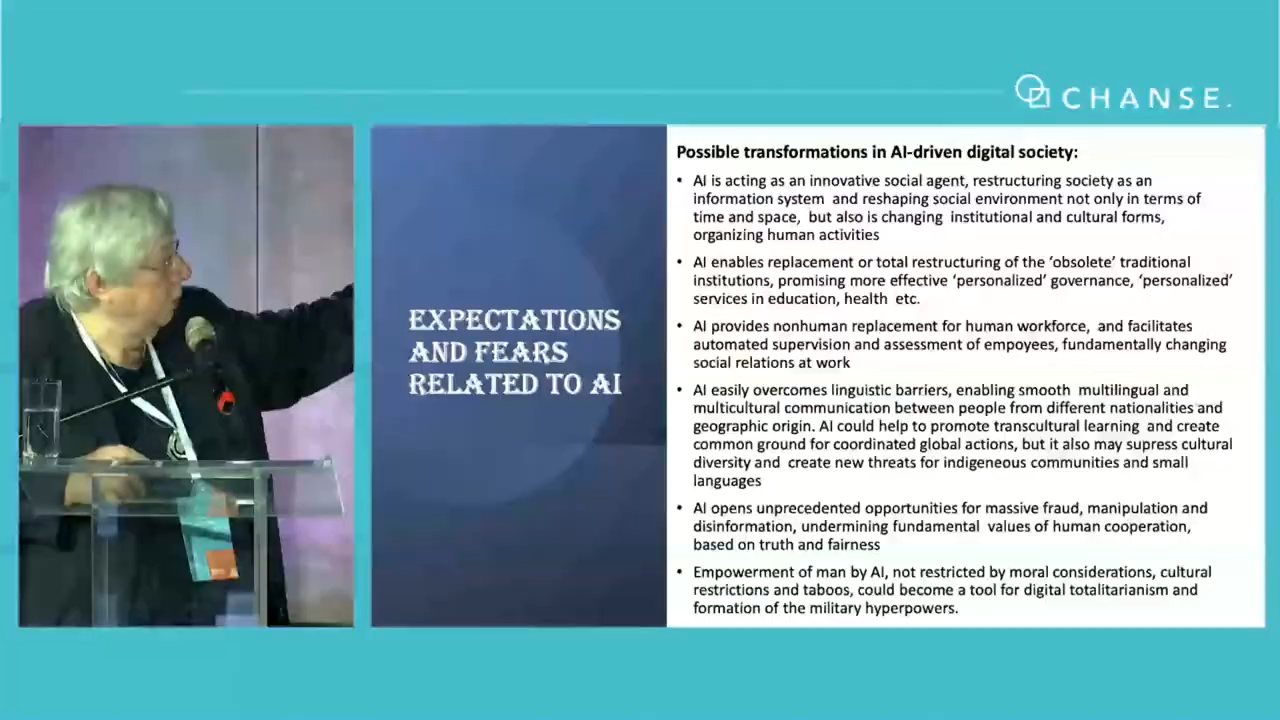 CHANSE.
EXPECTATIONS
AND FEARS
RELATED TO AI
Possible transformations in AI-driven digital society:
• AI is acting as an innovative social agent, restructuring society as an
information system and reshaping social environment not only in terms of
time and space, but also is changing institutional and cultural forms,
organizing human activities
• AI enables replacement or total restructuring of the ‘obsolete’ traditional
institutions, promising more effective ‘personalized’ governance, ‘personalized’
services in education, health etc.
• AI provides nonhuman replacement for human workforce, and facilitates
automated supervision and assessment of empoyees, fundamentally changing
social relations at work
• AI easily overcomes linguistic barriers, enabling smooth multilingual and
multicultural communication between people from different nationalities and
geographic origin. AI could help to promote transcultural learning and create
common ground for coordinated global actions, but it also may supress cultural
diversity and create new threats for indigeneous communities and small
languages
• AI opens unprecedented opportunities for massive fraud, manipulation and
disinformation, undermining fundamental values of human cooperation,
based on truth and fairness
• Empowerment of man by AI, not restricted by moral considerations, cultural
restrictions and taboos, could become a tool for digital totalitarianism and
formation of the military hyperpowers.